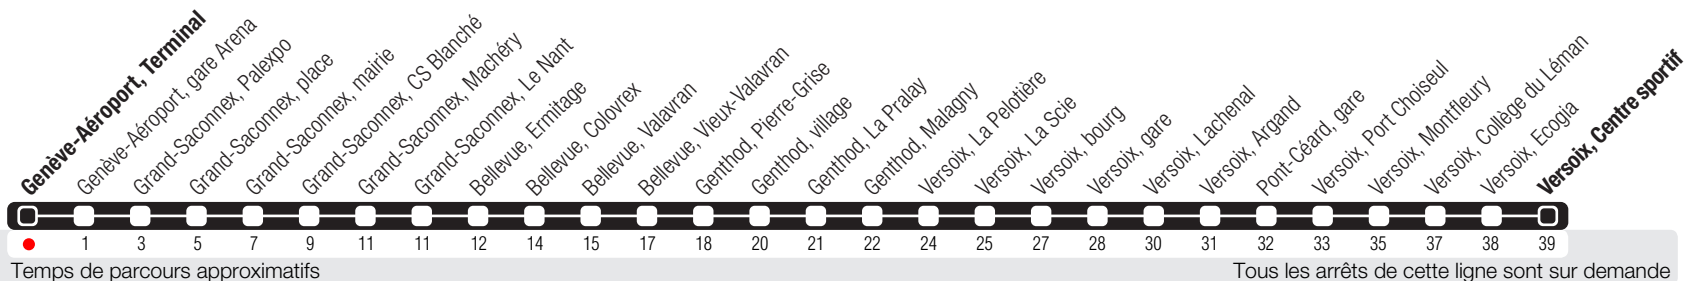 Genève-Aéroport, Terminal
Genève-Aéroport, gare Arena
Grand-Saconnex, Palexpo
Grand-Saconnex, place
Grand-Saconnex, mairie
Grand-Saconnex, CS Blanché
Grand-Saconnex, Machéry
Grand-Saconnex, Le Nant
Bellevue, Ermitage
Bellevue, Colovrex
Bellevue, Valavran
Bellevue, Vieux-Valavran
Genthod, Pierre-Grise
Genthod, village
Genthod, La Pralay
Genthod, Malagny
Versoix, La Pelotière
Versoix, La Scie
Versoix, bourg
Versoix, gare
Versoix, Lachenal
Versoix, Argand
Pont-Céard, gare
Versoix, Port Choiseul
Versoix, Montfleury
Versoix, Collège du Léman
Versoix, Ecogia
Versoix, Centre sportif
1 3 5 7 9 11 11 12 14 15 17 18 20 21 22 24 25 27 28 30 31 32 33 35 37 38 39
Temps de parcours approximatifs
Tous les arrêts de cette ligne sont sur demande